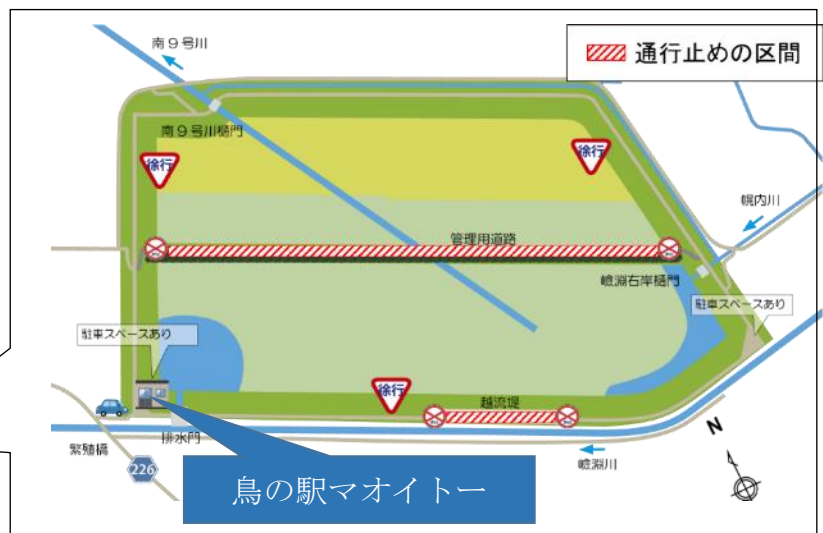 南9号川
通行止めの区間
南9号川樋門
徐行
徐行
幌内川
管理用道路
嶮淵右岸樋門
駐車スペースあり
駐車スペースあり
徐行
越流堤
排水門
繁殖橋
226
嶮淵川
N
鳥の駅マオイトー